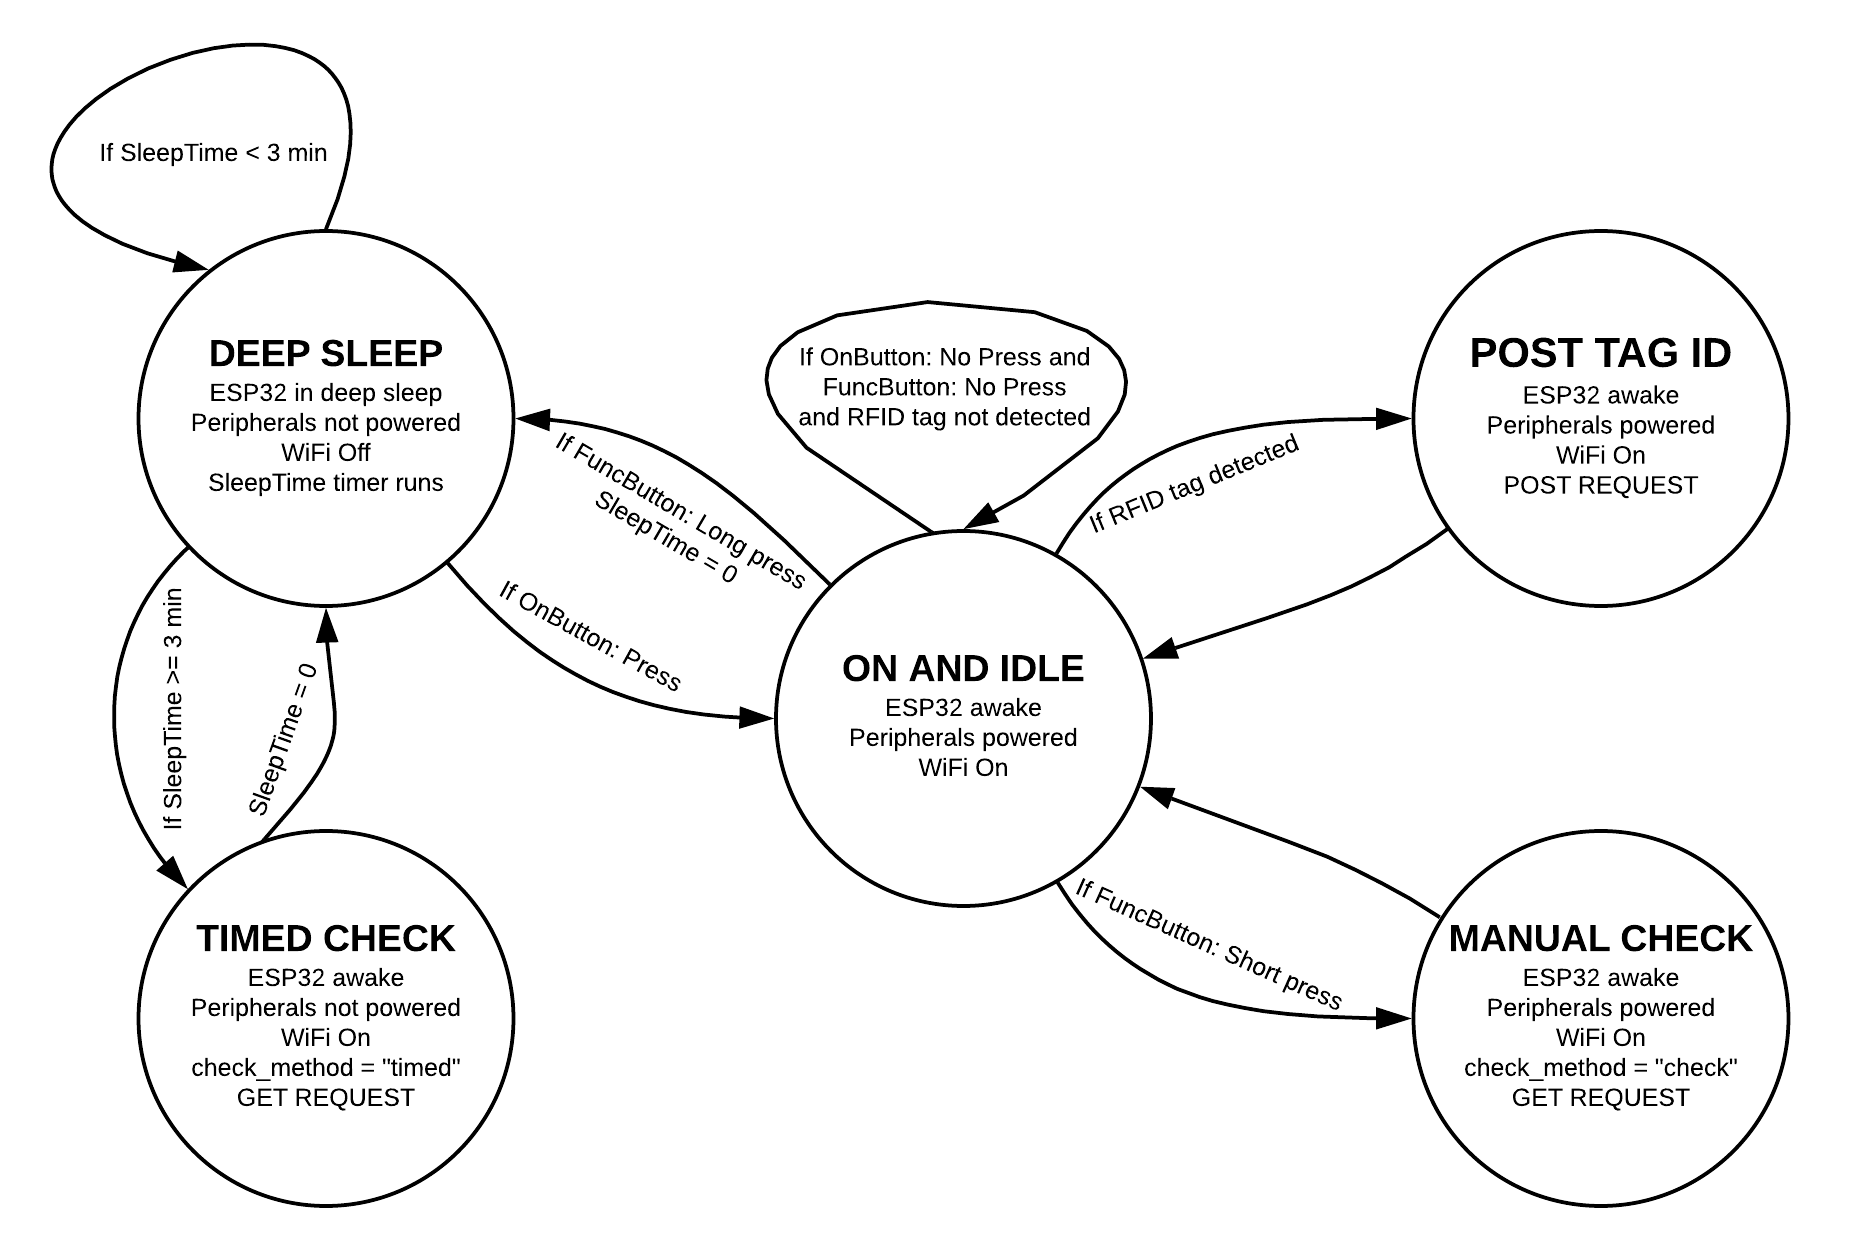 If SleepTime < 3 min
DEEP SLEEP
ESP32 in deep sleep
Peripherals not powered
WiFi Off
SleepTime timer runs
If FuncButton: Long press
SleepTime = 0
If OnButton: Press
If OnButton: No Press and
FuncButton: No Press
and RFID tag not detected
If RFID tag detected
POST TAG ID
ESP32 awake
Peripherals powered
WiFi On
POST REQUEST
If SleepTime >= 3 min
SleepTime = 0
ON AND IDLE
ESP32 awake
Peripherals powered
WiFi On
If FuncButton: Short press
TIMED CHECK
ESP32 awake
Peripherals not powered
WiFi On
check_method = "timed"
GET REQUEST
MANUAL CHECK
ESP32 awake
Peripherals powered
WiFi On
check_method = "check"
GET REQUEST